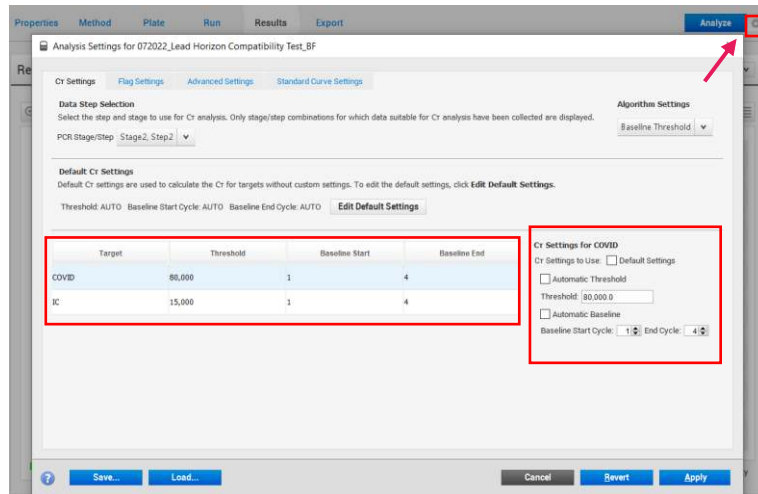 Properties Method Plate Run Results Export Analyze
Analysis Settings for 072022_Lead Horizon Compatibility Test_BF
Re
CT Settings Flag Settings Advanced Settings Standard Curve Settings
Data Step Selection
Select the step and stage to use for CT analysis. Only stage/step combinations for which data suitable for CT analysis have been collected are displayed.
PCR Stage/Step Stage2, Step2
Algorithm Settings
Baseline Threshold
Default CT Settings
Default CT settings are used to calculate the CT for targets without custom settings. To edit the default settings, click Edit Default Settings.
Threshold: AUTO Baseline Start Cycle: AUTO Baseline End Cycle: AUTO Edit Default Settings
Target Threshold Baseline Start Baseline End
COVID 80,000 1 4
IC 15,000 1 4
CT Settings for COVID
CT Settings to Use: Default Settings
Automatic Threshold
Threshold: 80,000.0
Automatic Baseline
Baseline Start Cycle: 1 End Cycle: 4
? Save... Load... Cancel Revert Apply